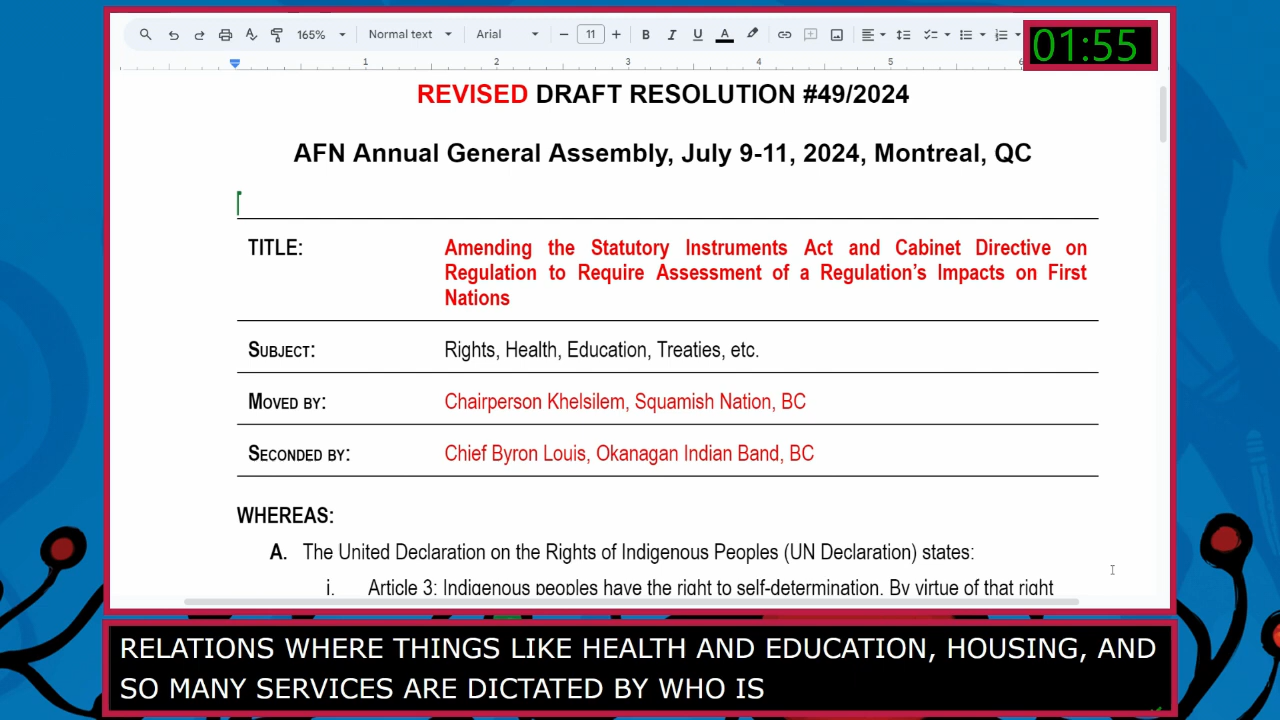 165%
Normal text
Arial
11
B I U A
01:55
1 2 3 4 5
REVISED DRAFT RESOLUTION #49/2024
AFN Annual General Assembly, July 9-11, 2024, Montreal, QC
TITLE: Amending the Statutory Instruments Act and Cabinet Directive on
Regulation to Require Assessment of a Regulation’s Impacts on First
Nations
SUBJECT: Rights, Health, Education, Treaties, etc.
MOVED BY: Chairperson Khelsilem, Squamish Nation, BC
SECONDED BY: Chief Byron Louis, Okanagan Indian Band, BC
WHEREAS:
A. The United Declaration on the Rights of Indigenous Peoples (UN Declaration) states:
i. Article 3: Indigenous peoples have the right to self-determination. By virtue of that right
RELATIONS WHERE THINGS LIKE HEALTH AND EDUCATION, HOUSING, AND
SO MANY SERVICES ARE DICTATED BY WHO IS